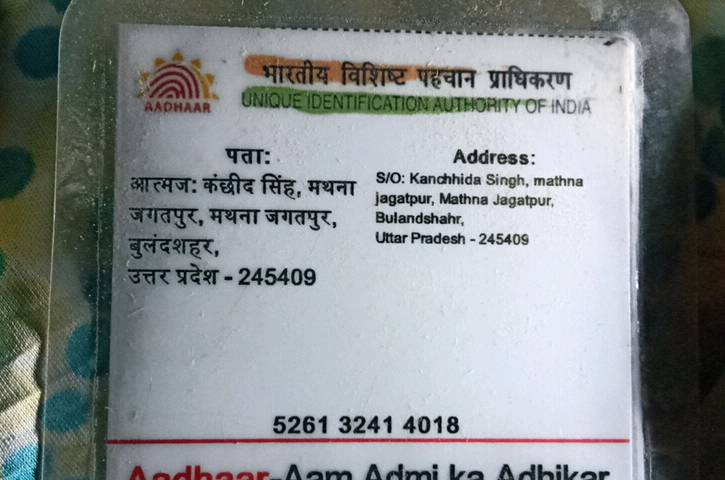 भारतीय विशिष्ट पहचान प्राधिकरण
AADHAAR
UNIQUE IDENTIFICATION AUTHORITY OF INDIA
पता:
आत्मज: कंछीद सिंह, मथना
जगतपुर, मथना जगतपुर,
बुलंदशहर,
उत्तर प्रदेश - 245409
Address:
S/O: Kanchhida Singh, mathna
jagatpur, Mathna Jagatpur,
Bulandshahr,
Uttar Pradesh - 245409
5261 3241 4018
Aadhaar-Aam Admi ka Adhikar